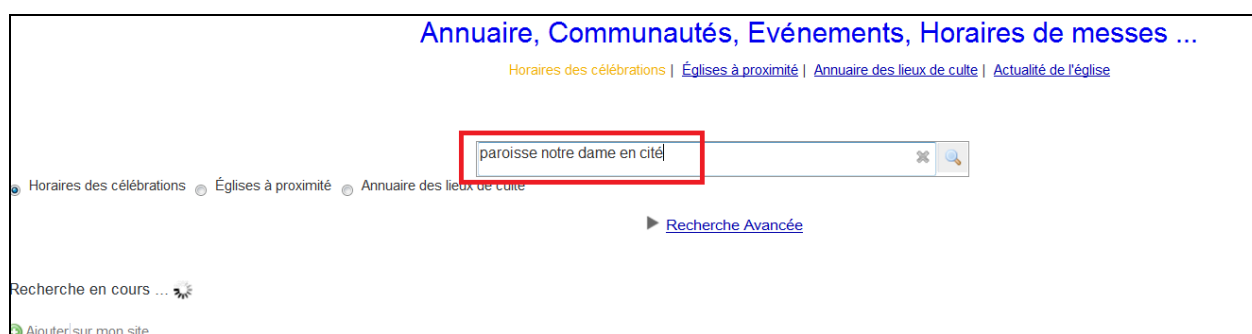 Annuaire, Communautés, Evénements, Horaires de messes ...
Horaires des célébrations | Églises à proximité | Annuaire des lieux de culte | Actualité de l'église
paroisse notre dame en cité
Horaires des célébrations Églises à proximité Annuaire des lieux de culte
Recherche Avancée
Recherche en cours ...
Ajouter sur mon site